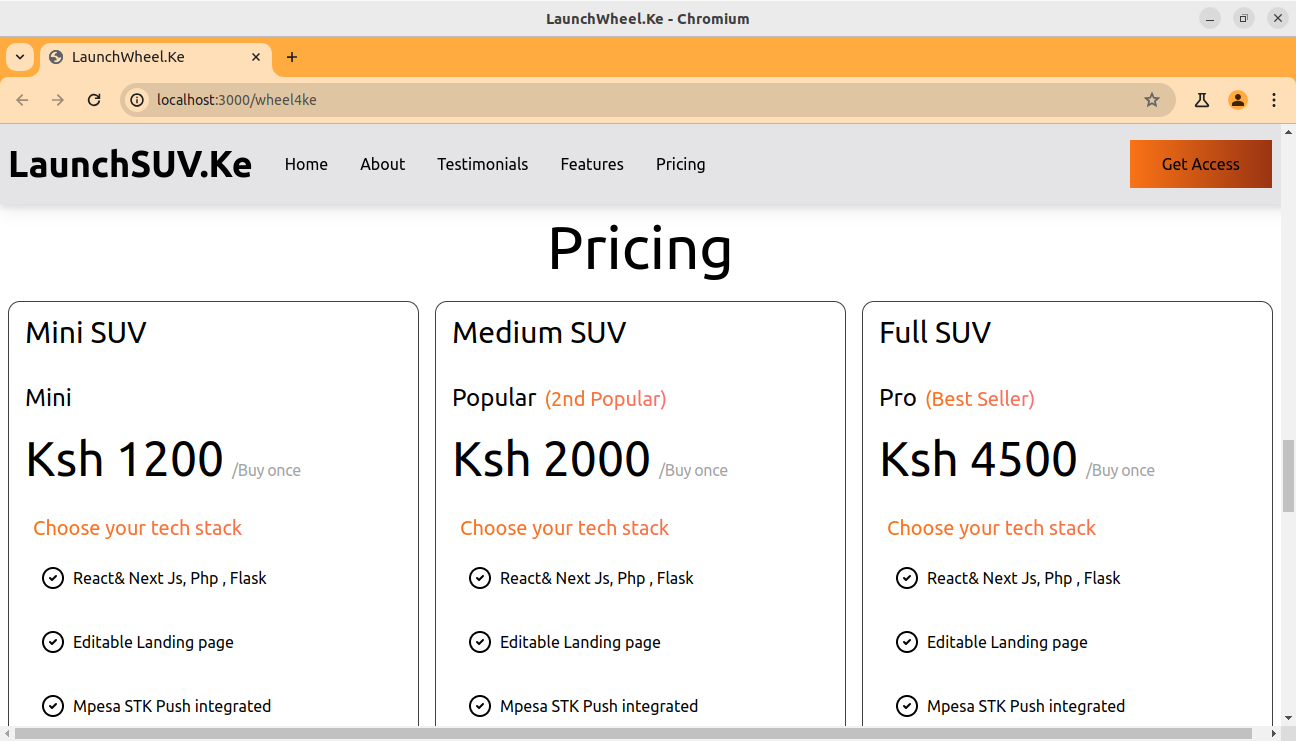 LaunchWheel.Ke - Chromium
LaunchWheel.Ke
localhost:3000/wheel4ke
LaunchSUV.Ke Home About Testimonials Features Pricing Get Access
Pricing
Mini SUV
Mini
Ksh 1200 /Buy once
Choose your tech stack
React& Next Js, Php , Flask
Editable Landing page
Mpesa STK Push integrated
Medium SUV
Popular (2nd Popular)
Ksh 2000 /Buy once
Choose your tech stack
React& Next Js, Php , Flask
Editable Landing page
Mpesa STK Push integrated
Full SUV
Pro (Best Seller)
Ksh 4500 /Buy once
Choose your tech stack
React& Next Js, Php , Flask
Editable Landing page
Mpesa STK Push integrated